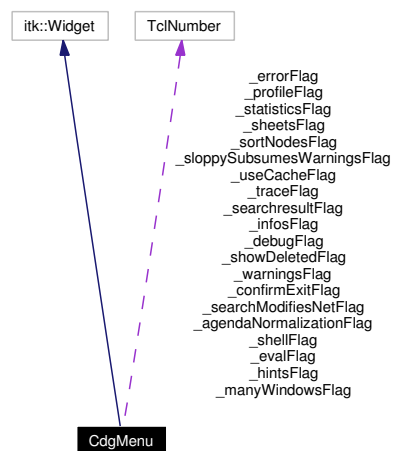 itk::Widget
TclNumber
_errorFlag
_profileFlag
_statisticsFlag
_sheetsFlag
_sortNodesFlag
_sloppySubsumesWarningsFlag
_useCacheFlag
_traceFlag
_searchresultFlag
_infosFlag
_debugFlag
_showDeletedFlag
_warningsFlag
_confirmExitFlag
_searchModifiesNetFlag
_agendaNormalizationFlag
_shellFlag
_evalFlag
_hintsFlag
_manyWindowsFlag
CdgMenu